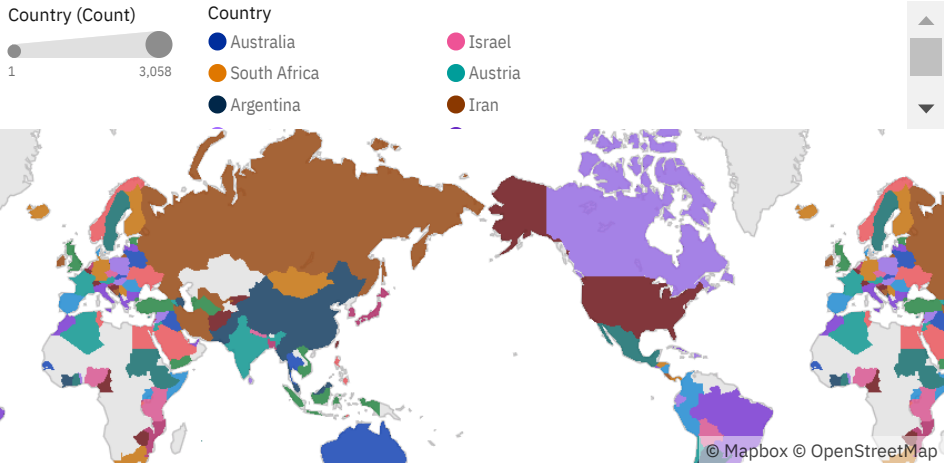 Country (Count)
1
3,058
Country
Australia
Israel
South Africa
Austria
Argentina
Iran
© Mapbox © OpenStreetMap